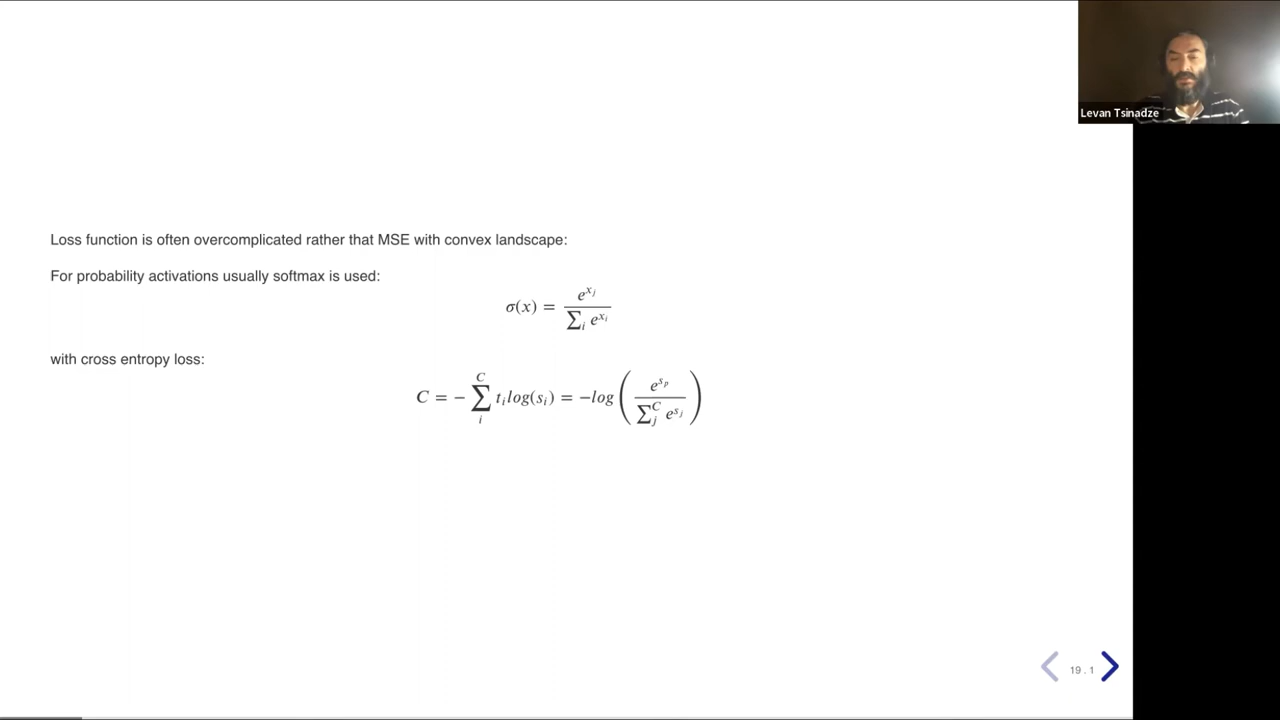 Levan Tsinadze
Loss function is often overcomplicated rather that MSE with convex landscape:
For probability activations usually softmax is used:
σ(x) = e^{x_j} / ∑_i e^{x_i}
with cross entropy loss:
C = − ∑_i^C t_i log(s_i) = −log( e^{s_p} / ∑_j^C e^{s_j} )
19 . 1